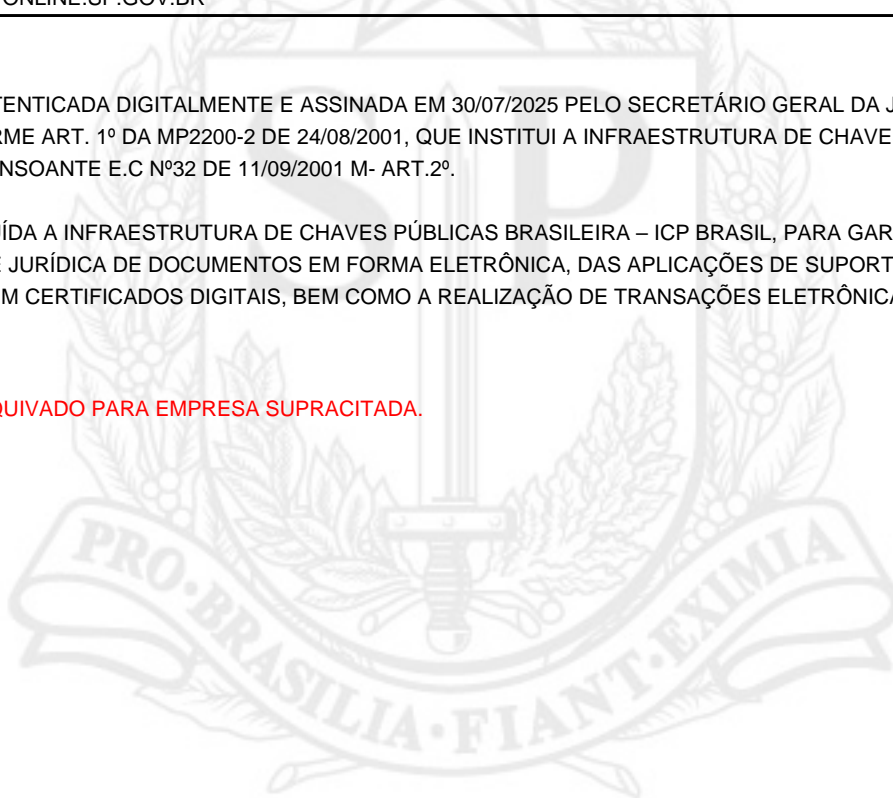 ONLINE.SP.GOV.BR
TENTICADA DIGITALMENTE E ASSINADA EM 30/07/2025 PELO SECRETÁRIO GERAL DA J
RME ART. 1º DA MP2200-2 DE 24/08/2001, QUE INSTITUI A INFRAESTRUTURA DE CHAVE
NSOANTE E.C Nº32 DE 11/09/2001 M- ART.2º.
ÍDA A INFRAESTRUTURA DE CHAVES PÚBLICAS BRASILEIRA – ICP BRASIL, PARA GAR
E JURÍDICA DE DOCUMENTOS EM FORMA ELETRÔNICA, DAS APLICAÇÕES DE SUPORT
M CERTIFICADOS DIGITAIS, BEM COMO A REALIZAÇÃO DE TRANSAÇÕES ELETRÔNICA
QUIVADO PARA EMPRESA SUPRACITADA.
SP
PRO·BRASILIA·FIANT·EXIMIA